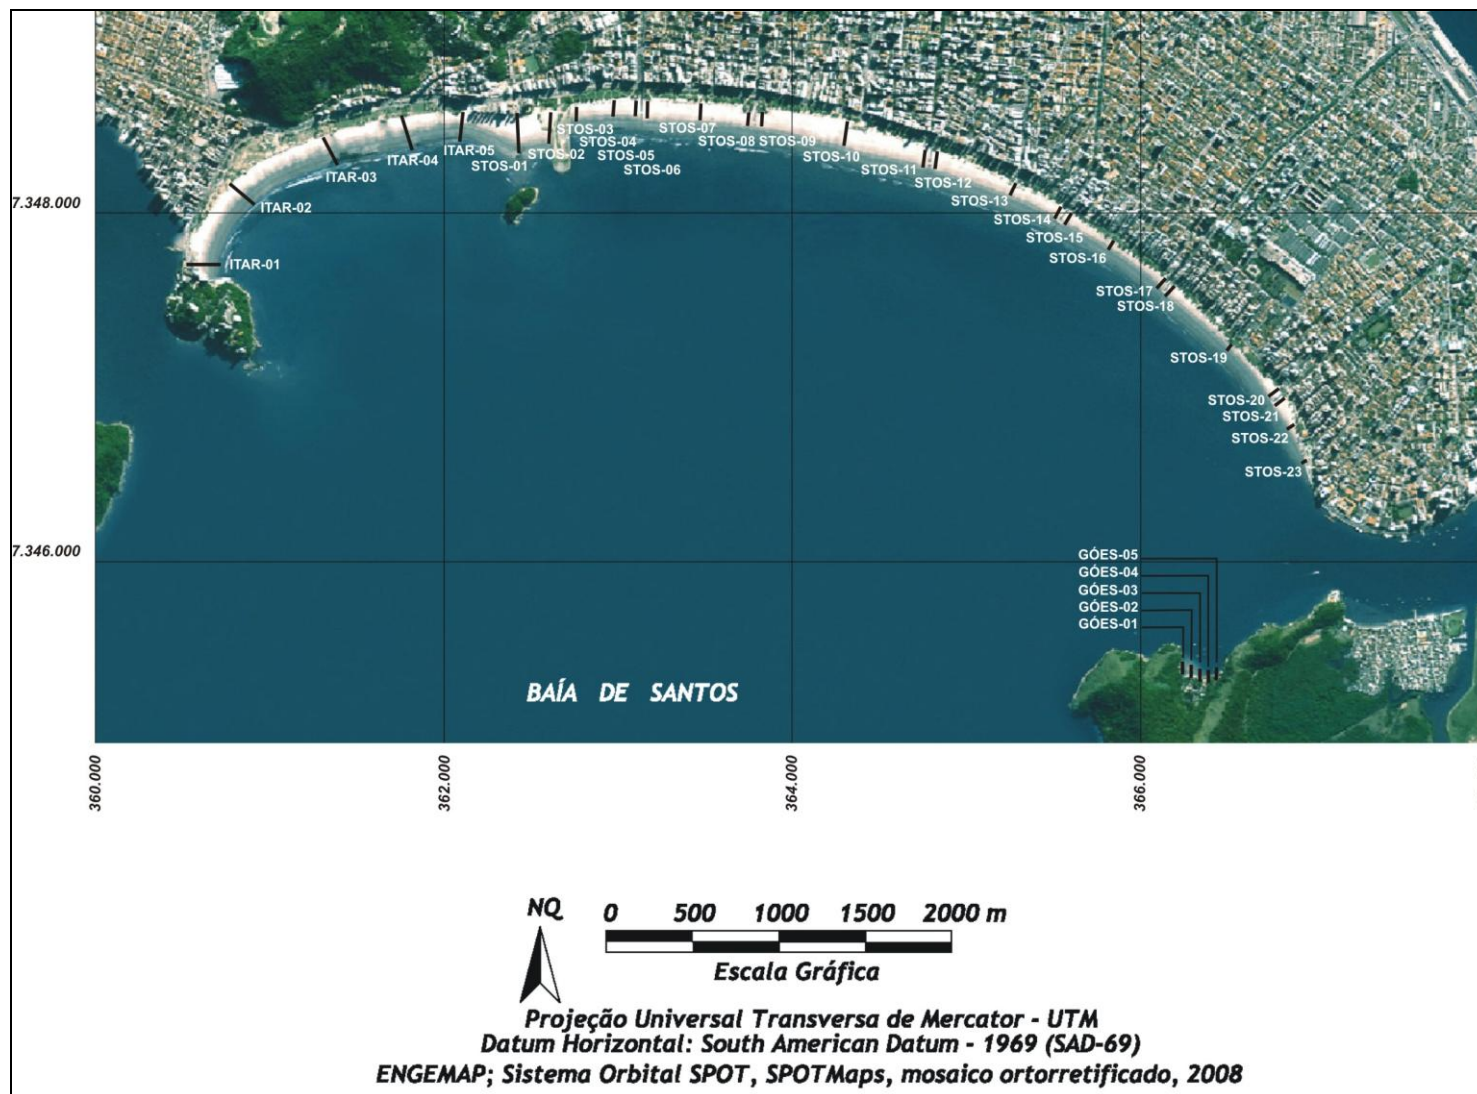 STOS-03
STOS-07
STOS-04
STOS-08
STOS-09
ITAR-05
STOS-02
STOS-10
ITAR-04
STOS-05
STOS-01
STOS-06
STOS-11
ITAR-03
STOS-12
7.348.000
ITAR-02
STOS-13
STOS-14
STOS-15
STOS-16
ITAR-01
STOS-17
STOS-18
STOS-19
STOS-20
STOS-21
STOS-22
STOS-23
7.346.000
GÓES-05
GÓES-04
GÓES-03
GÓES-02
GÓES-01
BAÍA DE SANTOS
360.000
362.000
364.000
366.000
NQ
0 500 1000 1500 2000 m
Escala Gráfica
Projeção Universal Transversa de Mercator - UTM
Datum Horizontal: South American Datum - 1969 (SAD-69)
ENGEMAP; Sistema Orbital SPOT, SPOTMaps, mosaico ortorretificado, 2008